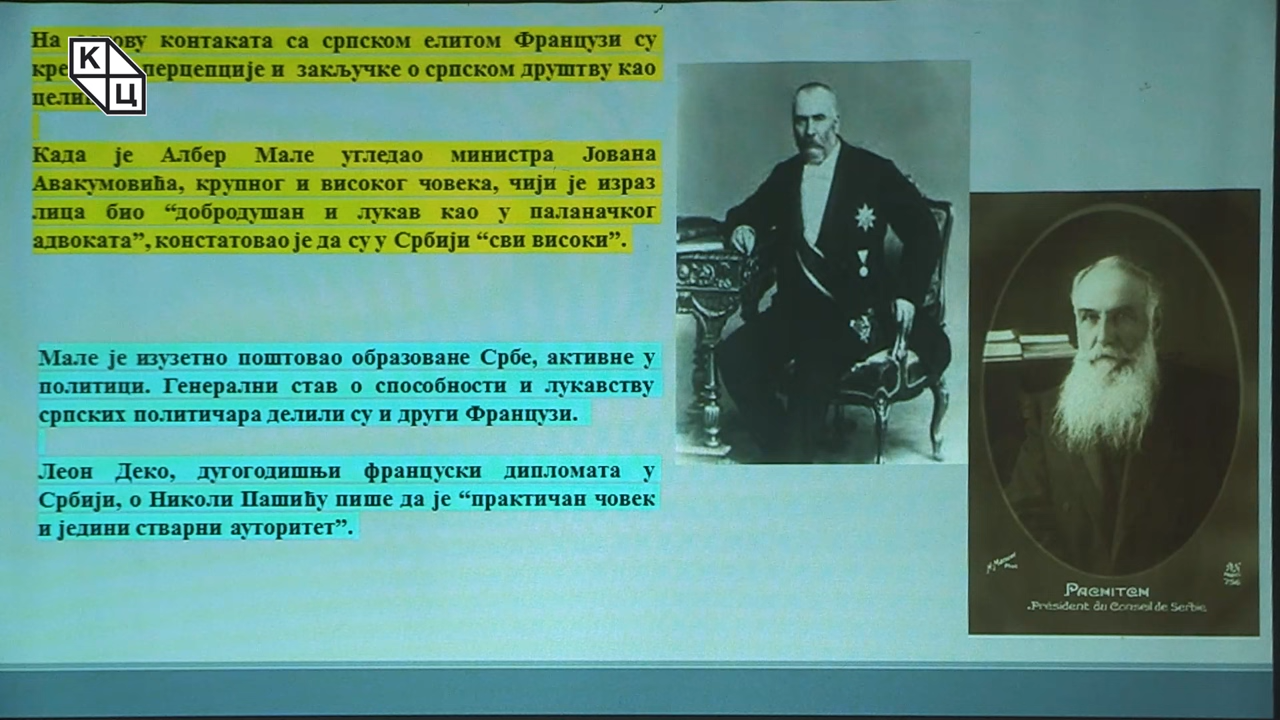 На основу контаката са српском елитом Французи су
перцепције и закључке о српском друштву као
Када је Албер Мале угледао министра Јована
Авакумовића, крупног и високог човека, чији је израз
лица био “добродушан и лукав као у паланачког
адвоката”, констатовао је да су у Србији “сви високи”.
Мале је изузетно поштовао образоване Србе, активне у
политици. Генерални став о способности и лукавству
српских политичара делили су и други Французи.
Леон Деко, дугогодишњи француски дипломата у
Србији, о Николи Пашићу пише да је “практичан човек
и једини стварни ауторитет”.
К
Ц
Président du Conseil de Serbie
756